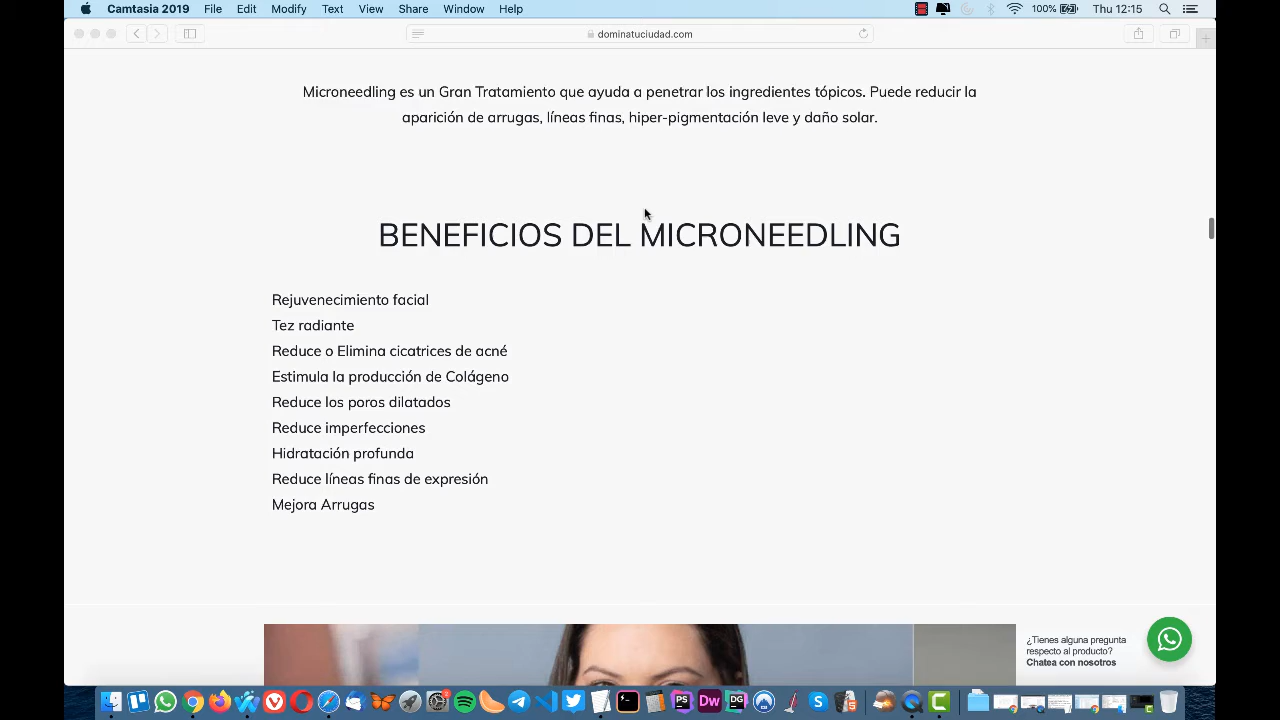 Camtasia 2019 File Edit Modify Text View Share Window Help 100% Thu 12:15
dominatuciudad.com
Microneedling es un Gran Tratamiento que ayuda a penetrar los ingredientes tópicos. Puede reducir la
aparición de arrugas, líneas finas, hiper-pigmentación leve y daño solar.
BENEFICIOS DEL MICRONEEDLING
Rejuvenecimiento facial
Tez radiante
Reduce o Elimina cicatrices de acné
Estimula la producción de Colágeno
Reduce los poros dilatados
Reduce imperfecciones
Hidratación profunda
Reduce líneas finas de expresión
Mejora Arrugas
¿Tienes alguna pregunta
respecto al producto?
Chatea con nosotros